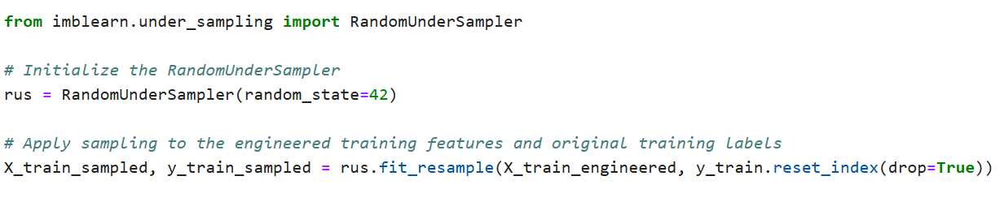 from imblearn.under_sampling import RandomUnderSampler
# Initialize the RandomUnderSampler
rus = RandomUnderSampler(random_state=42)
# Apply sampling to the engineered training features and original training labels
X_train_sampled, y_train_sampled = rus.fit_resample(X_train_engineered, y_train.reset_index(drop=True))